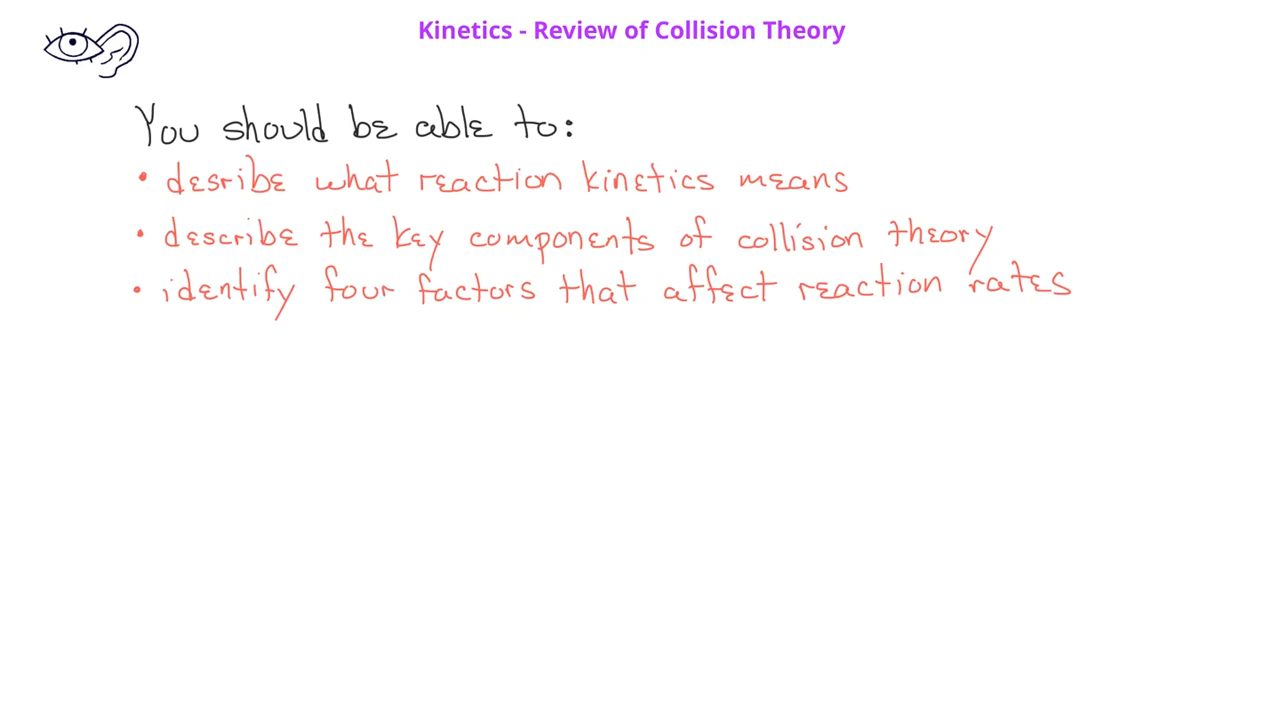 Kinetics - Review of Collision Theory
You should be able to:
• desribe what reaction kinetics means
• describe the key components of collision theory
• identify four factors that affect reaction rates